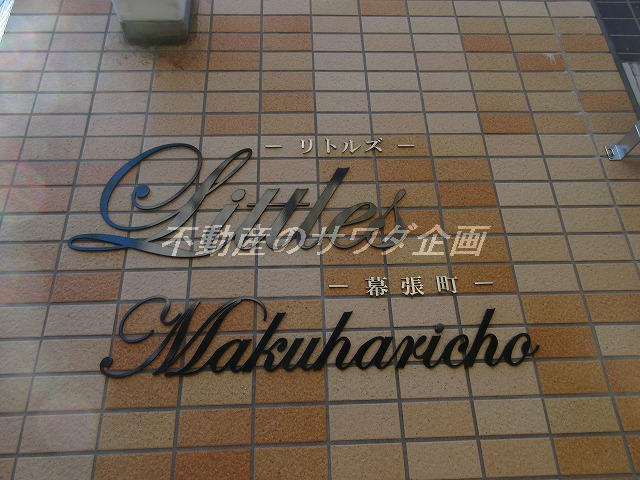 － リトルズ －
Littles
不動産のサワダ企画
－ 幕張町 －
Makuharicho